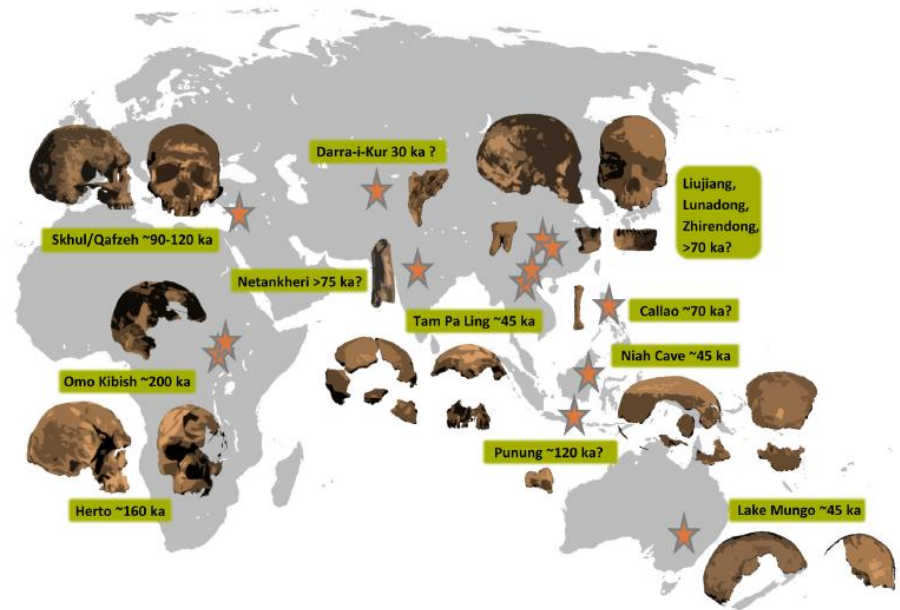 Darra-i-Kur 30 ka ?
Liujiang,
Lunadong,
Zhirendong,
>70 ka?
Skhul/Qafzeh ~90-120 ka
Netankheri >75 ka?
Tam Pa Ling ~45 ka
Callao ~70 ka?
Niah Cave ~45 ka
Omo Kibish ~200 ka
Punung ~120 ka?
Herto ~160 ka
Lake Mungo ~45 ka